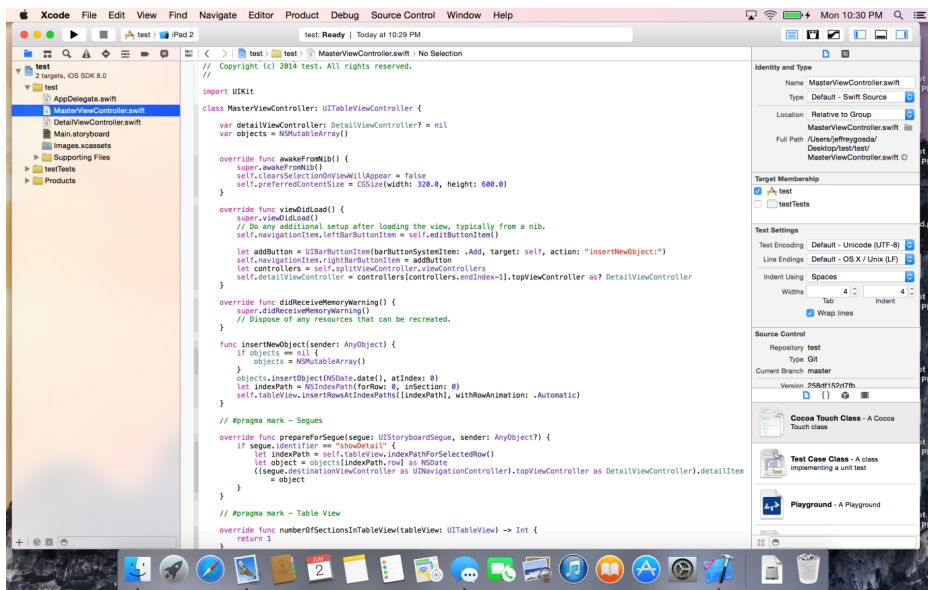 Xcode File Edit View Find Navigate Editor Product Debug Source Control Window Help
Mon 10:30 PM
test iPad 2
test: Ready | Today at 10:29 PM
test test MasterViewController.swift No Selection
test
2 targets, iOS SDK 8.0
test
AppDelegate.swift
MasterViewController.swift
DetailViewController.swift
Main.storyboard
Images.xcassets
Supporting Files
testTests
Products
// Copyright (c) 2014 test. All rights reserved.
//
import UIKit
class MasterViewController: UITableViewController {
var detailViewController: DetailViewController? = nil
var objects = NSMutableArray()
override func awakeFromNib() {
super.awakeFromNib()
self.clearsSelectionOnViewWillAppear = false
self.preferredContentSize = CGSize(width: 320.0, height: 600.0)
}
override func viewDidLoad() {
super.viewDidLoad()
// Do any additional setup after loading the view, typically from a nib.
self.navigationItem.leftBarButtonItem = self.editButtonItem()
let addButton = UIBarButtonItem(barButtonSystemItem: .Add, target: self, action: "insertNewObject:")
self.navigationItem.rightBarButtonItem = addButton
let controllers = self.splitViewController.viewControllers
self.detailViewController = controllers[controllers.endIndex-1].topViewController as? DetailViewController
}
override func didReceiveMemoryWarning() {
super.didReceiveMemoryWarning()
// Dispose of any resources that can be recreated.
}
func insertNewObject(sender: AnyObject) {
if objects == nil {
objects = NSMutableArray()
}
objects.insertObject(NSDate.date(), atIndex: 0)
let indexPath = NSIndexPath(forRow: 0, inSection: 0)
self.tableView.insertRowsAtIndexPaths([indexPath], withRowAnimation: .Automatic)
}
// #pragma mark - Segues
override func prepareForSegue(segue: UIStoryboardSegue, sender: AnyObject?) {
if segue.identifier == "showDetail" {
let indexPath = self.tableView.indexPathForSelectedRow()
let object = objects[indexPath.row] as NSDate
((segue.destinationViewController as UINavigationController).topViewController as DetailViewController).detailItem
= object
}
}
// #pragma mark - Table View
override func numberOfSectionsInTableView(tableView: UITableView) -> Int {
return 1
}
Identity and Type
Name MasterViewController.swift
Type Default - Swift Source
Location Relative to Group
MasterViewController.swift
Full Path /Users/jeffreygosda/
Desktop/test/test/
MasterViewController.swift
Target Membership
test
testTests
Text Settings
Text Encoding Default - Unicode (UTF-8)
Line Endings Default - OS X / Unix (LF)
Indent Using Spaces
Widths 4 4
Tab Indent
Wrap lines
Source Control
Repository test
Type Git
Current Branch master
Version 258df152d7fb
{}
Cocoa Touch Class - A Cocoa
Touch class
Test Case Class - A class
implementing a unit test
Test
Playground - A Playground
JUN
2